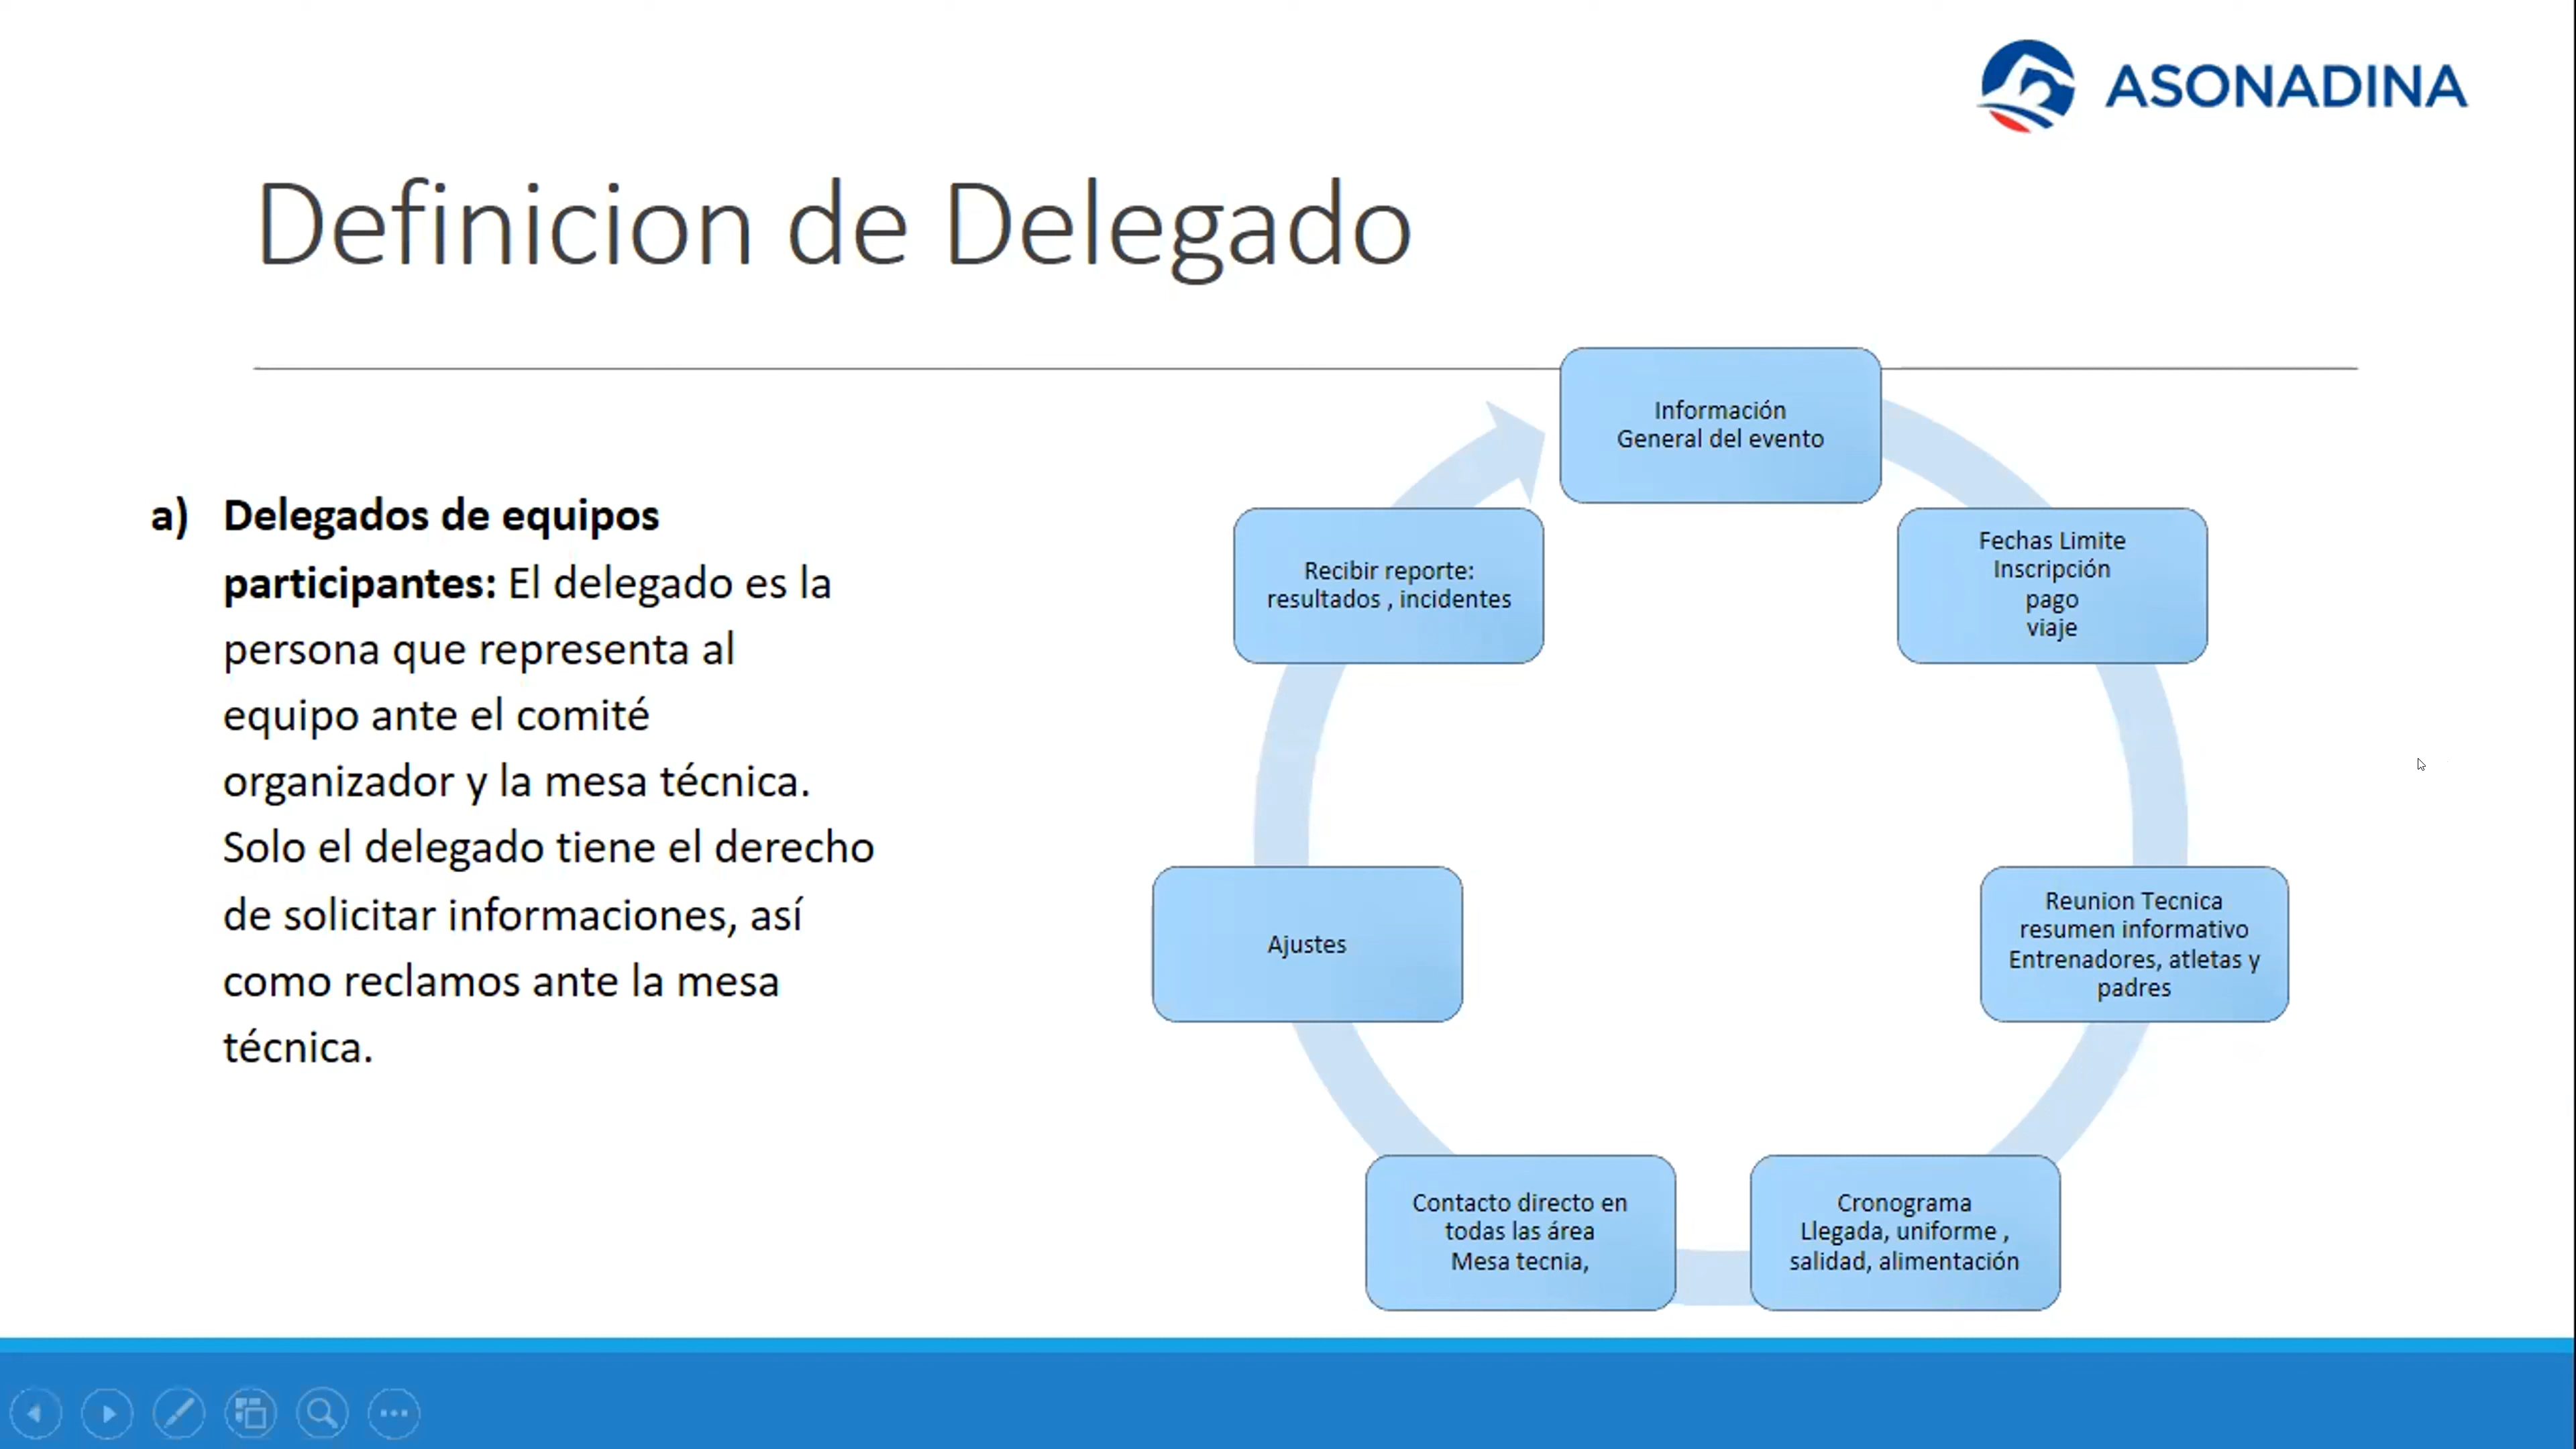 ASONADINA
Definicion de Delegado
a) Delegados de equipos
participantes: El delegado es la
persona que representa al
equipo ante el comité
organizador y la mesa técnica.
Solo el delegado tiene el derecho
de solicitar informaciones, así
como reclamos ante la mesa
técnica.
Información
General del evento
Fechas Limite
Inscripción
pago
viaje
Reunion Tecnica
resumen informativo
Entrenadores, atletas y
padres
Cronograma
Llegada, uniforme ,
salidad, alimentación
Contacto directo en
todas las área
Mesa tecnia,
Ajustes
Recibir reporte:
resultados , incidentes